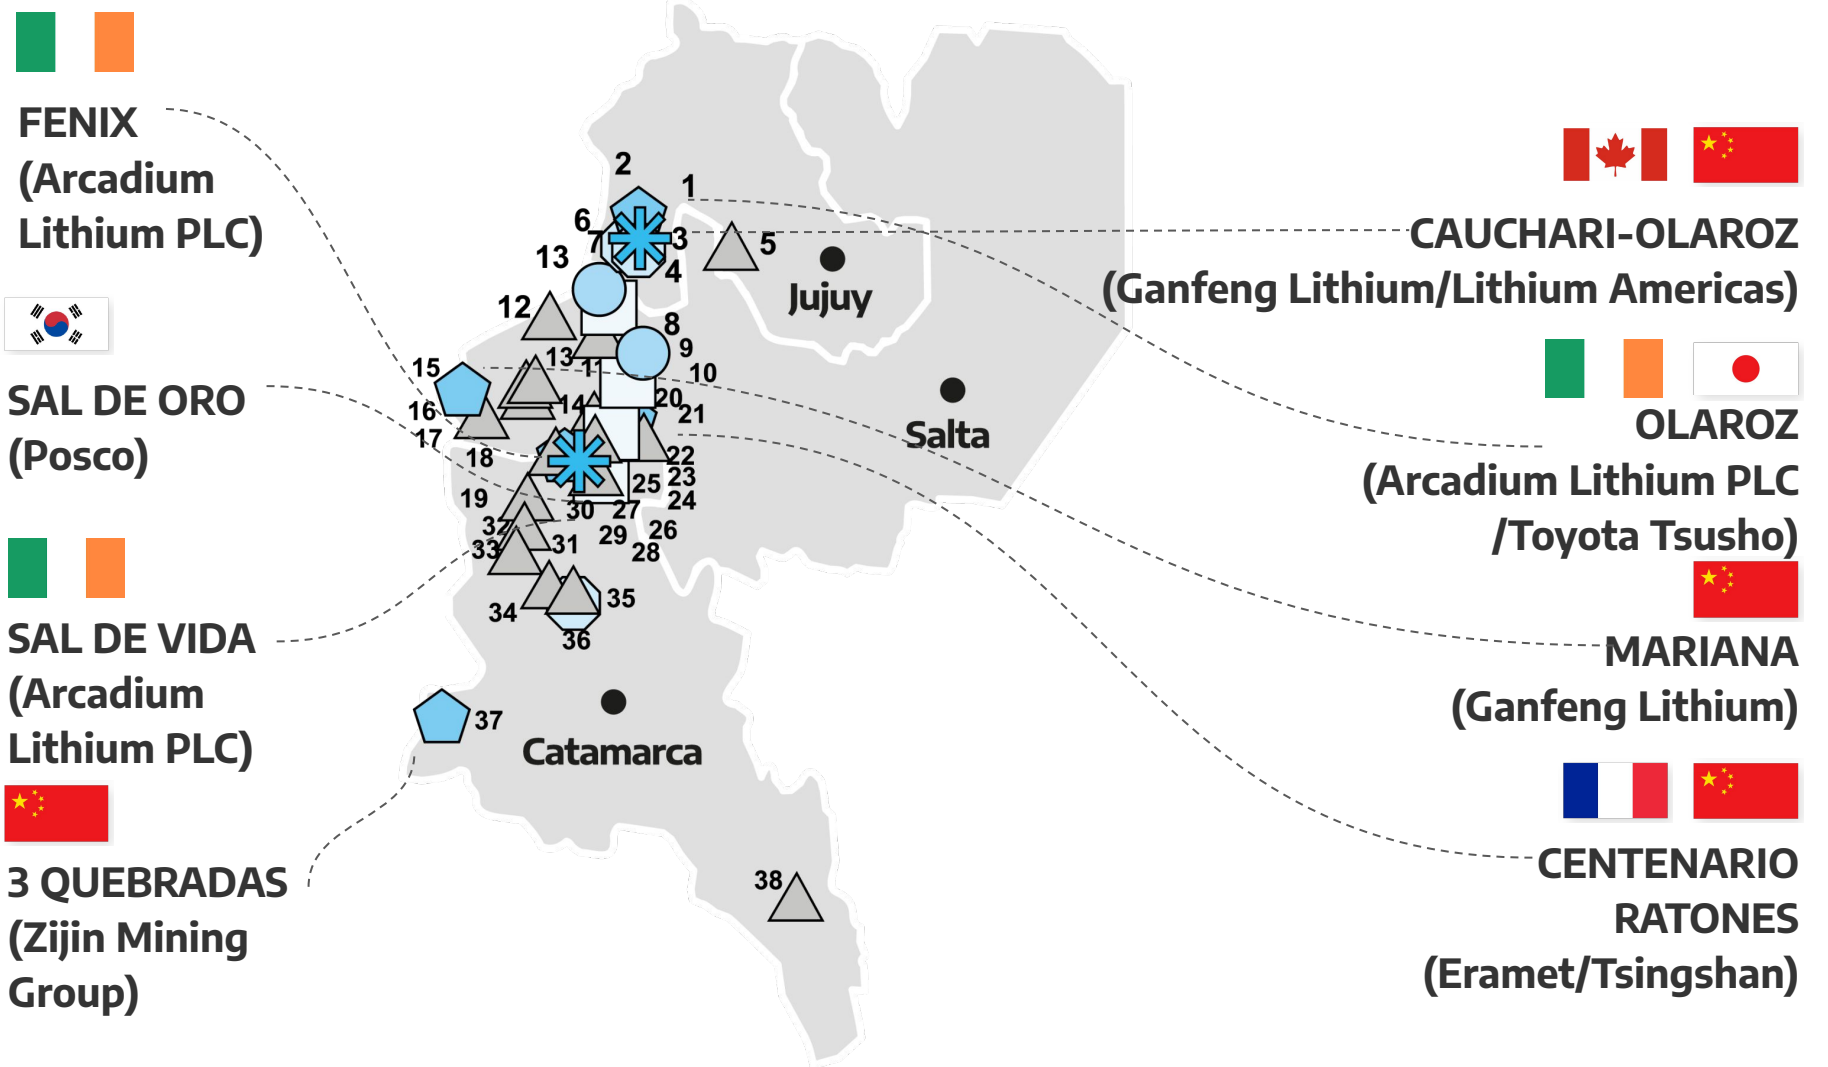 FENIX
(Arcadium
Lithium PLC)
SAL DE ORO
(Posco)
SAL DE VIDA
(Arcadium
Lithium PLC)
3 QUEBRADAS
(Zijin Mining
Group)
2
1
6
7
3
4
5
13
12
8
9
13
11
10
15
14
20
21
16
17
18
22
23
24
25
19
30
27
26
32
29
28
33
31
34
35
36
37
38
Jujuy
Salta
Catamarca
CAUCHARI-OLAROZ
(Ganfeng Lithium/Lithium Americas)
OLAROZ
(Arcadium Lithium PLC
/Toyota Tsusho)
MARIANA
(Ganfeng Lithium)
CENTENARIO
RATONES
(Eramet/Tsingshan)